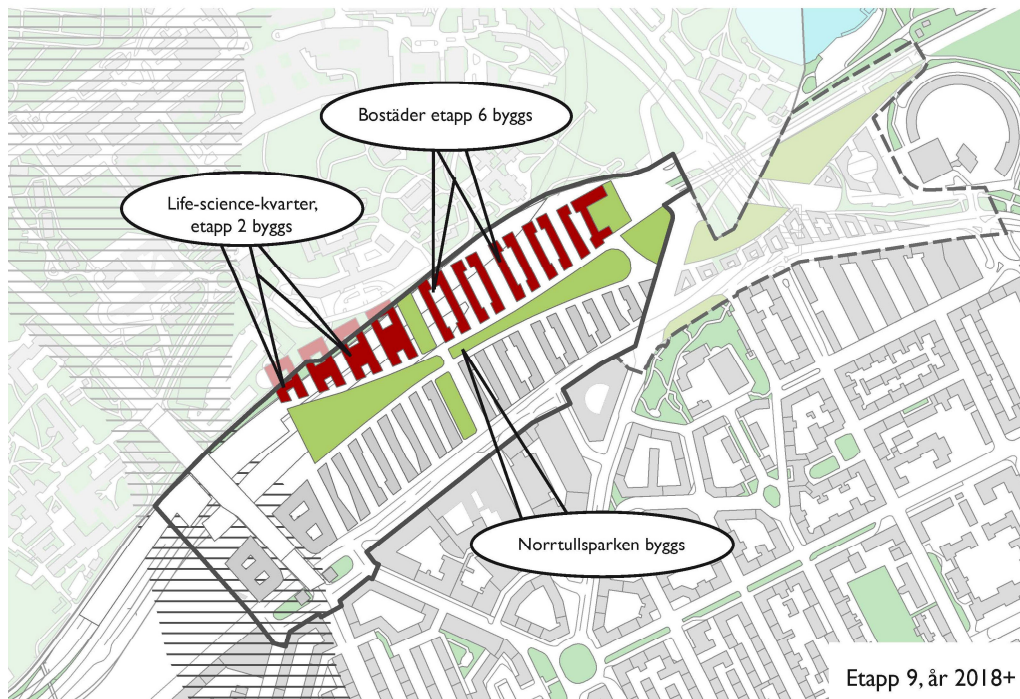 Bostäder etapp 6 byggs
Life-science-kvarter,
etapp 2 byggs
Norrtullsparken byggs
Etapp 9, år 2018+